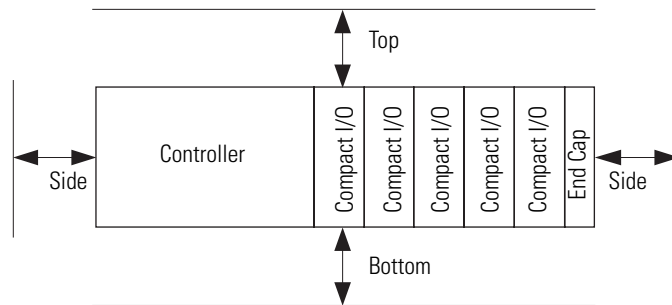 Top
Controller
Compact I/O
Compact I/O
Compact I/O
Compact I/O
Compact I/O
End Cap
Side
Side
Bottom